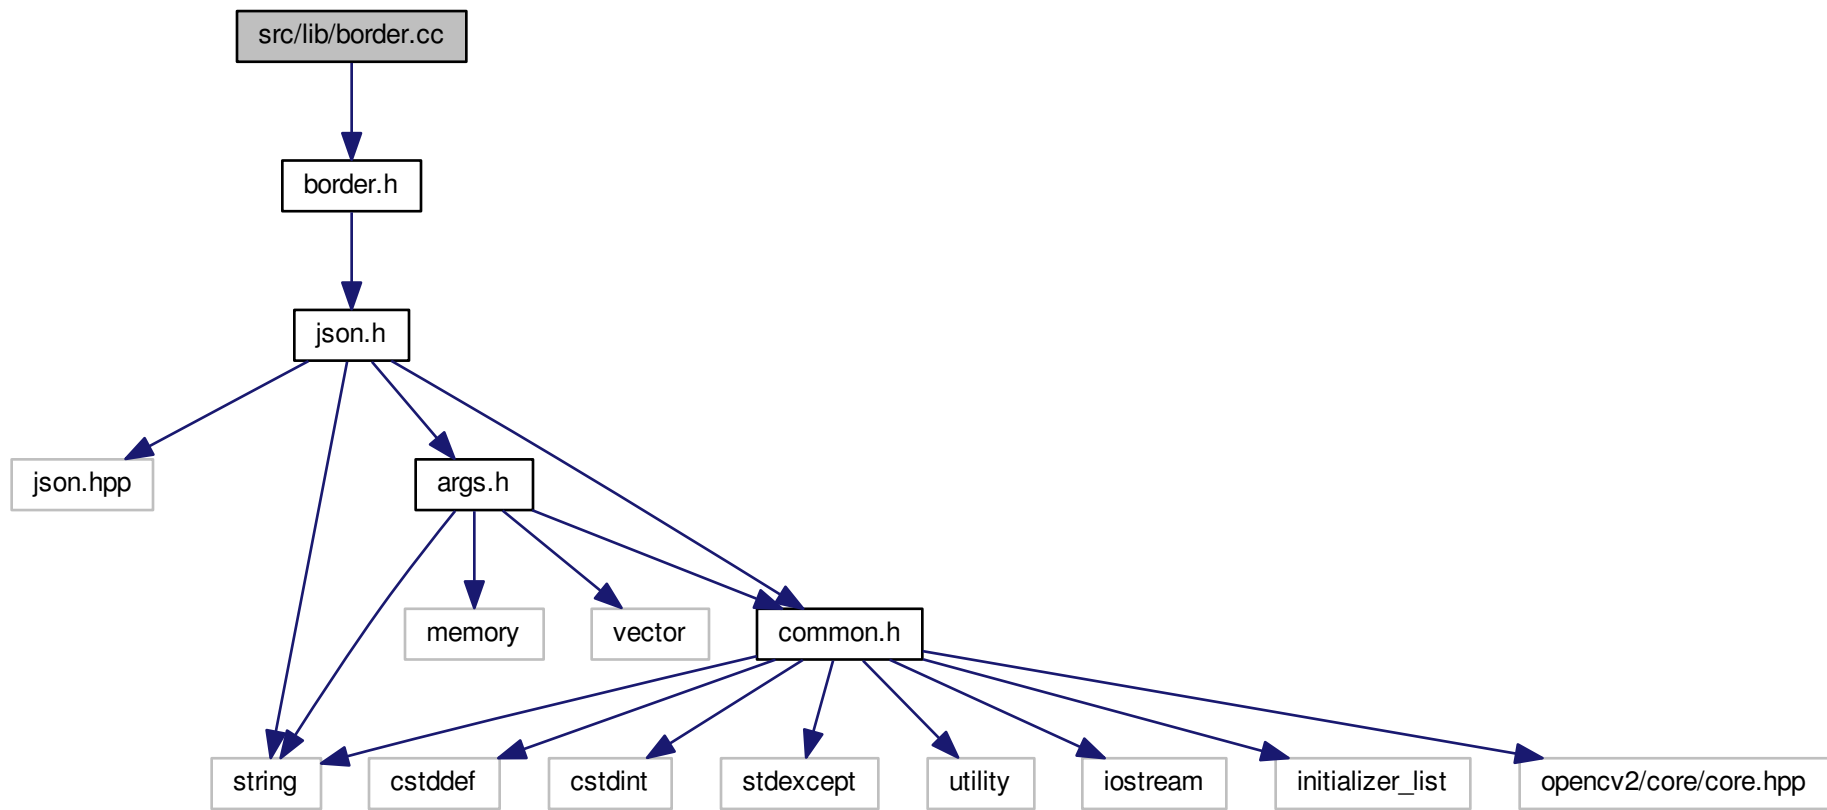 src/lib/border.cc
border.h
json.h
json.hpp
args.h
memory
vector
common.h
string
cstddef
cstdint
stdexcept
utility
iostream
initializer_list
opencv2/core/core.hpp